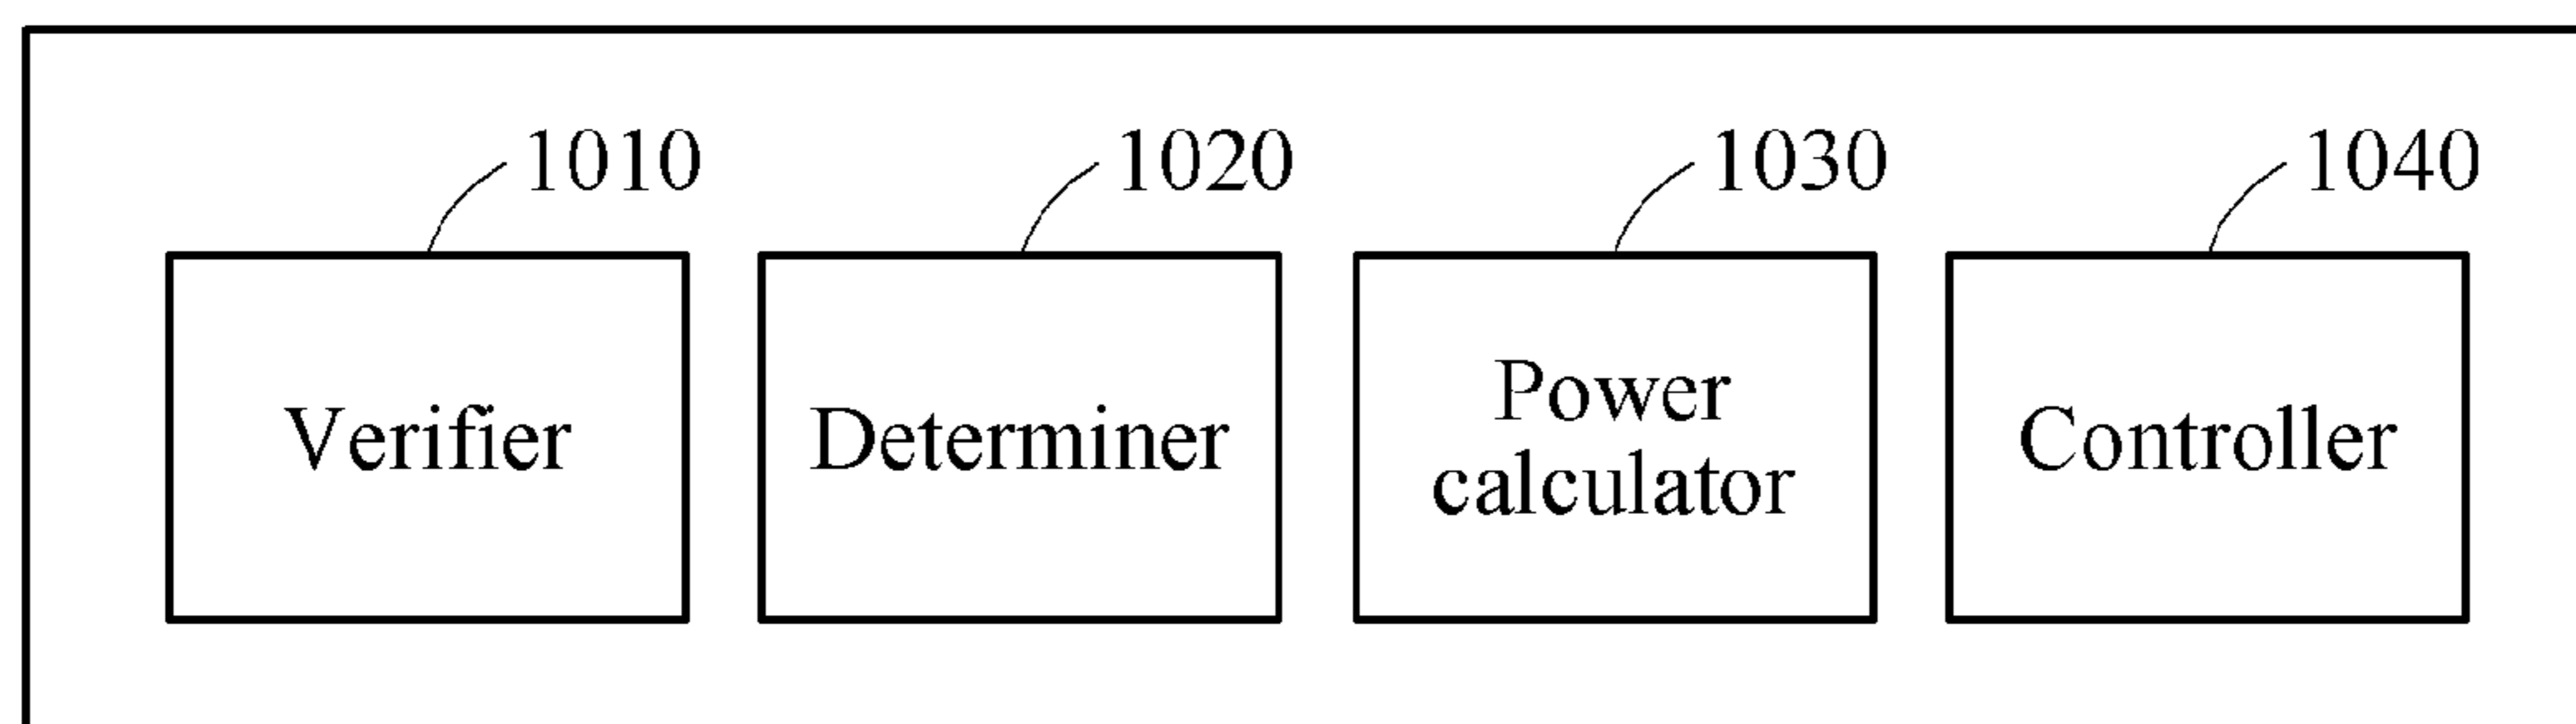 1010 1020 1030 1040
Verifier
Determiner
Power
calculator
Controller